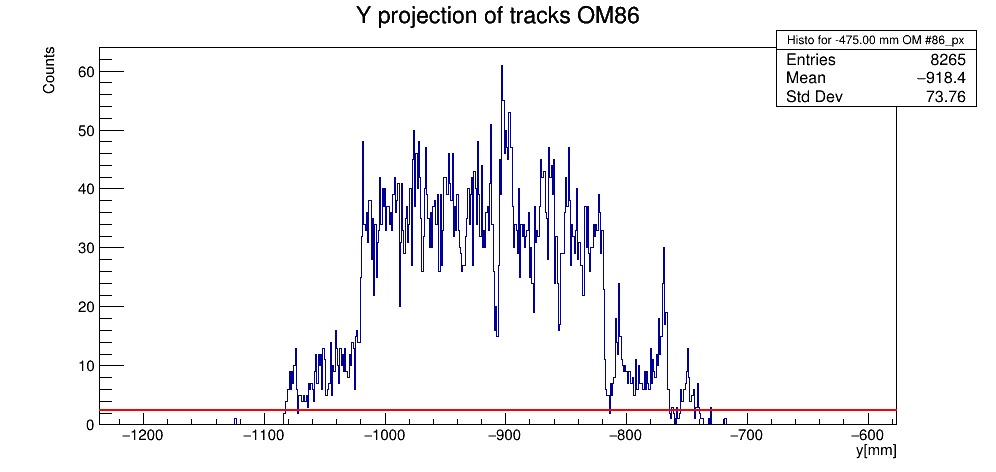 Y projection of tracks OM86
Histo for -475.00 mm OM #86_px
Entries 8265
Mean −918.4
Std Dev 73.76
Counts
60
50
40
30
20
10
0
−1200 −1100 −1000 −900 −800 −700 −600
y[mm]